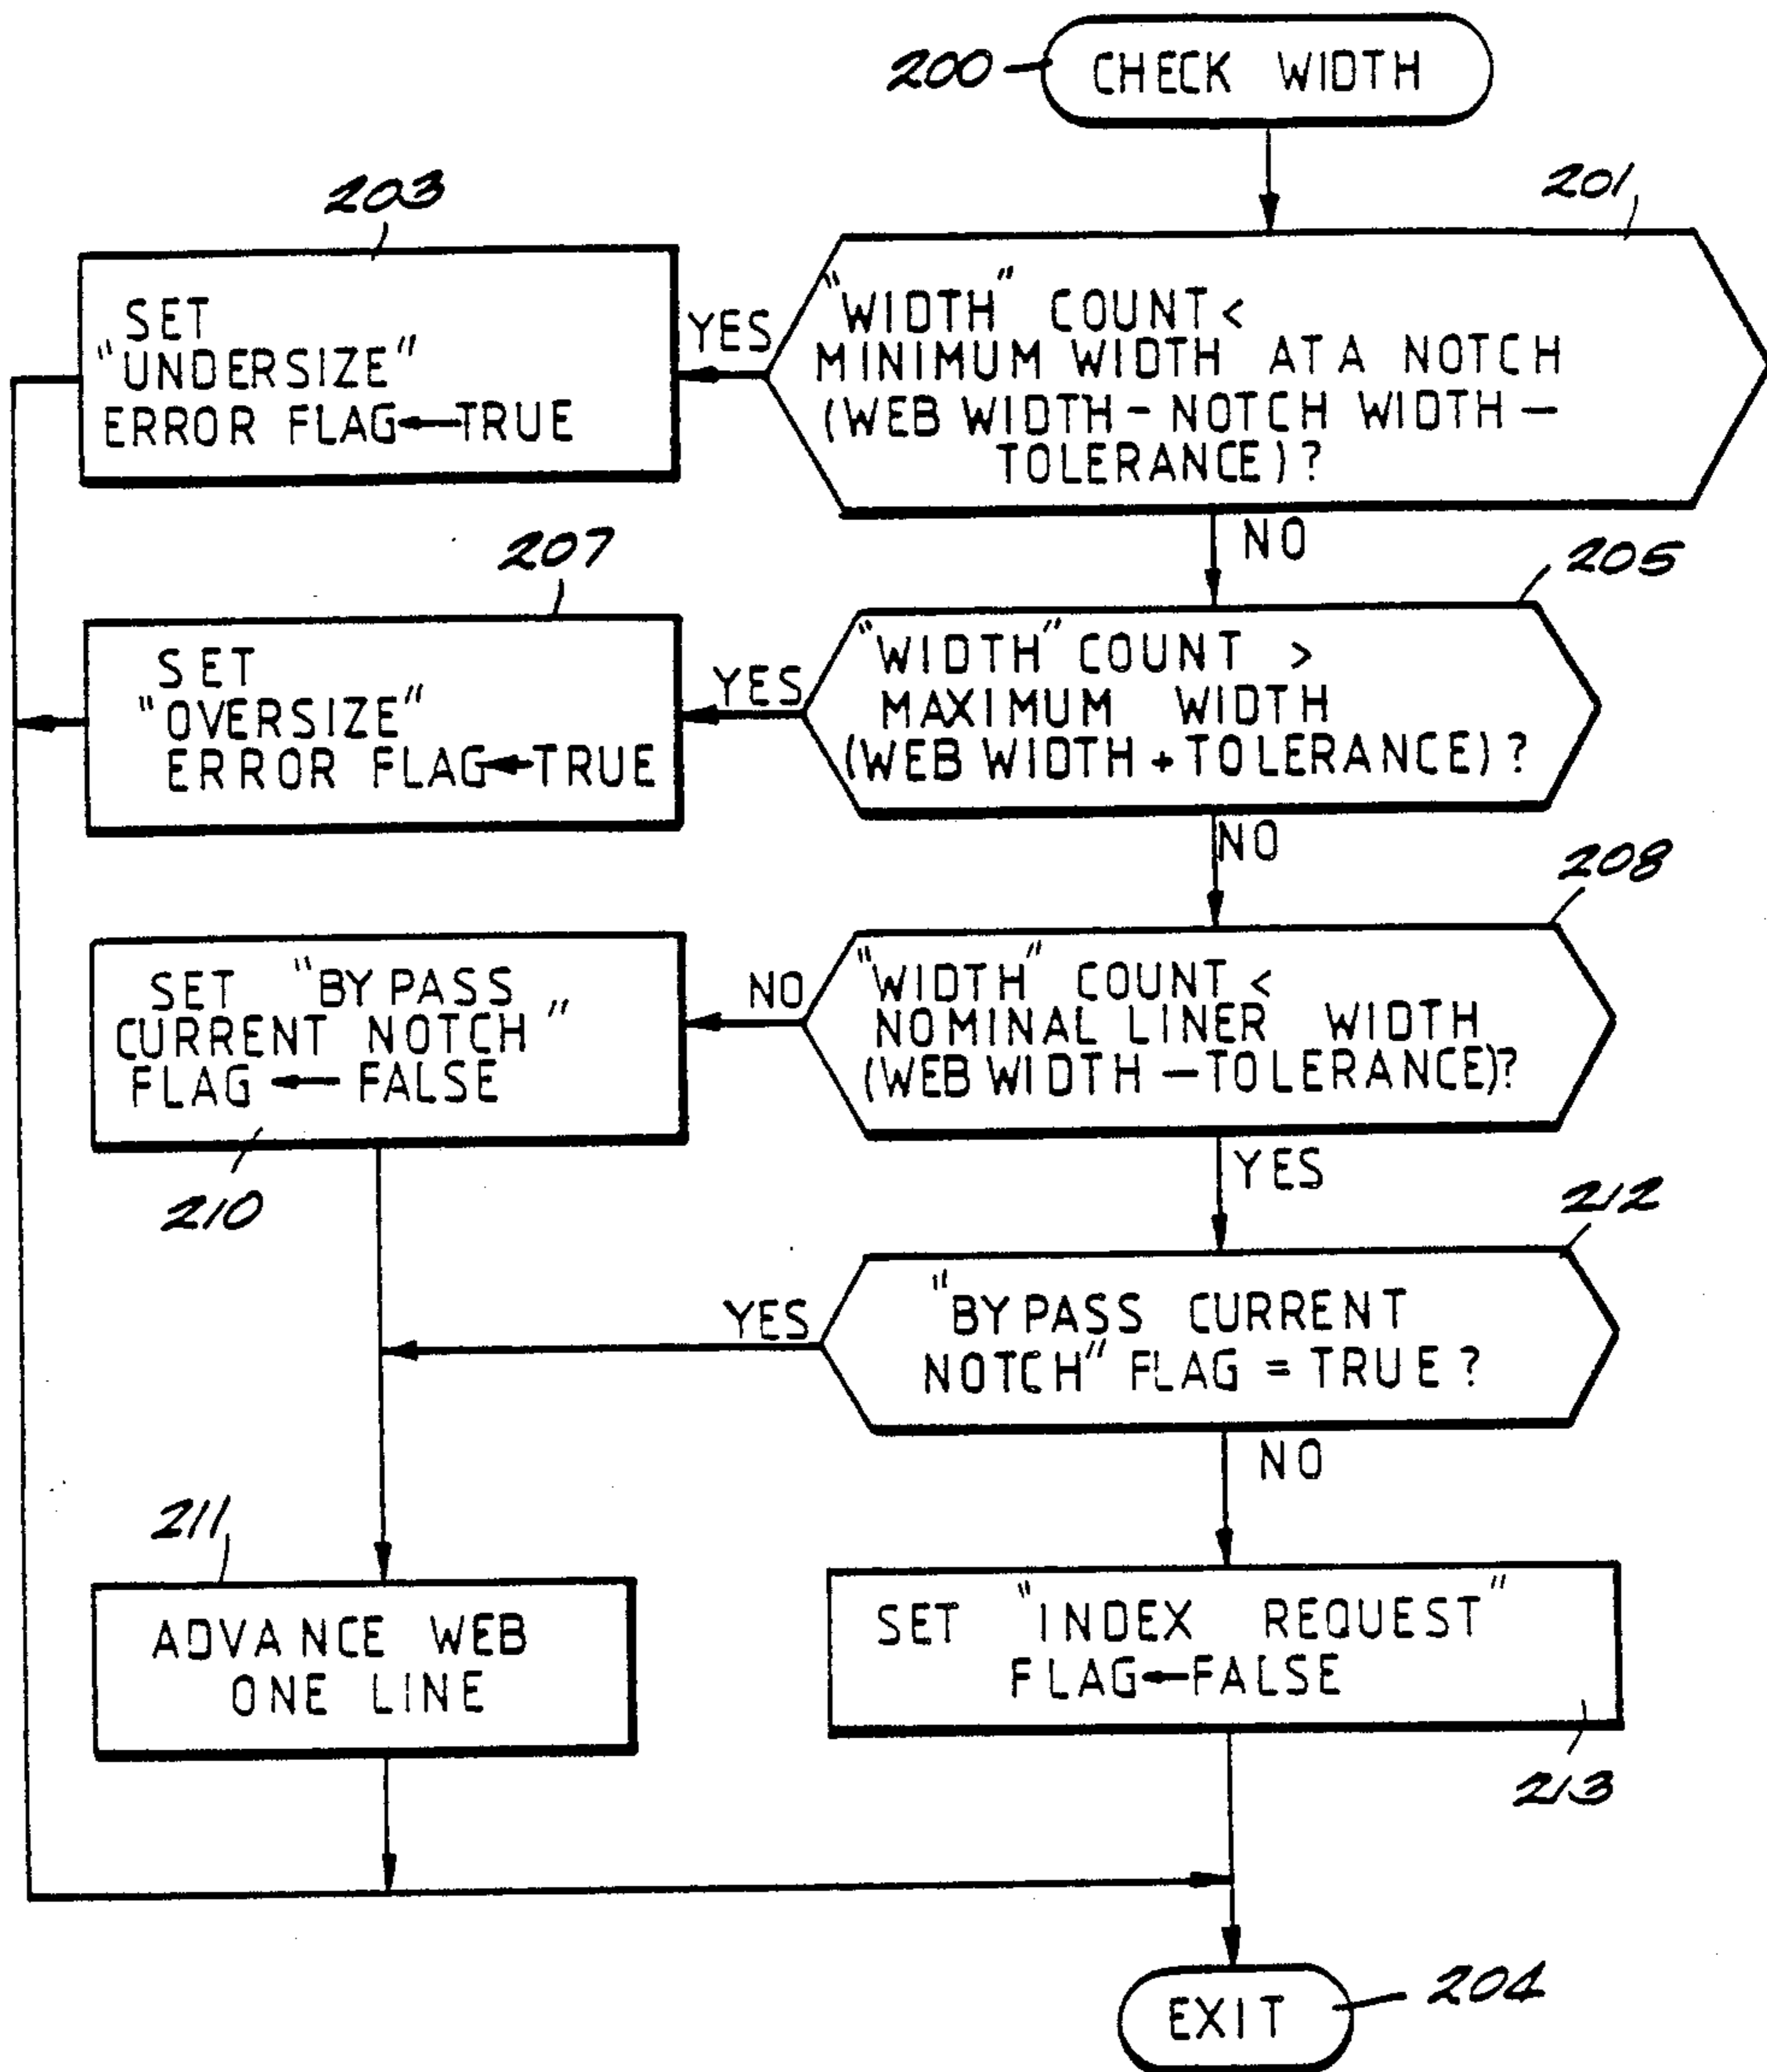 200
CHECK WIDTH
201
"WIDTH" COUNT <
MINIMUM WIDTH AT A NOTCH
(WEB WIDTH - NOTCH WIDTH -
TOLERANCE)?
YES
203
SET
"UNDERSIZE"
ERROR FLAG ← TRUE
NO
205
"WIDTH" COUNT >
MAXIMUM WIDTH
(WEB WIDTH + TOLERANCE)?
YES
207
SET
"OVERSIZE"
ERROR FLAG ← TRUE
NO
208
"WIDTH" COUNT <
NOMINAL LINER WIDTH
(WEB WIDTH - TOLERANCE)?
NO
SET "BYPASS
CURRENT NOTCH"
FLAG ← FALSE
210
YES
212
"BYPASS CURRENT
NOTCH" FLAG = TRUE?
YES
NO
211
ADVANCE WEB
ONE LINE
SET "INDEX REQUEST"
FLAG ← FALSE
213
EXIT
204